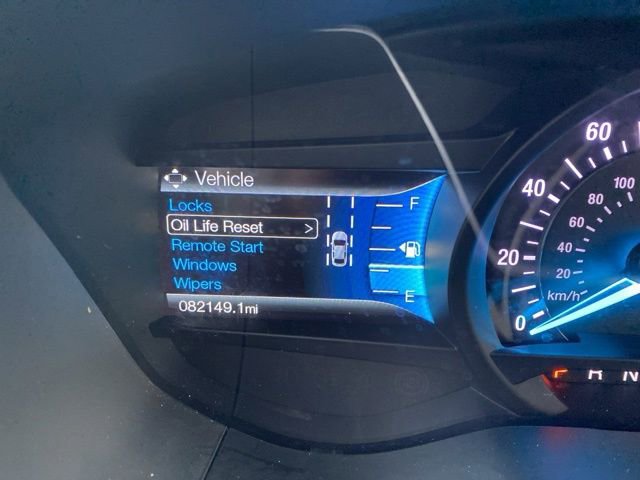 Vehicle
Locks
Oil Life Reset >
Remote Start
Windows
Wipers
082149.1mi
F
E
60
40
20
0
100
80
60
40
20
km/h
R N